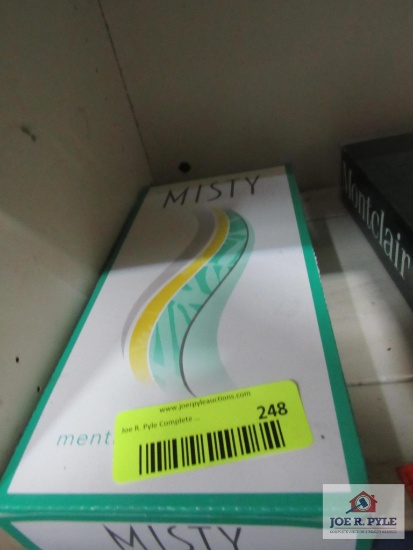 MISTY
Montclair
www.joerpyleauctions.com
Joe R. Pyle Complete ...
248
ment
MISTY
JOE R. PYLE